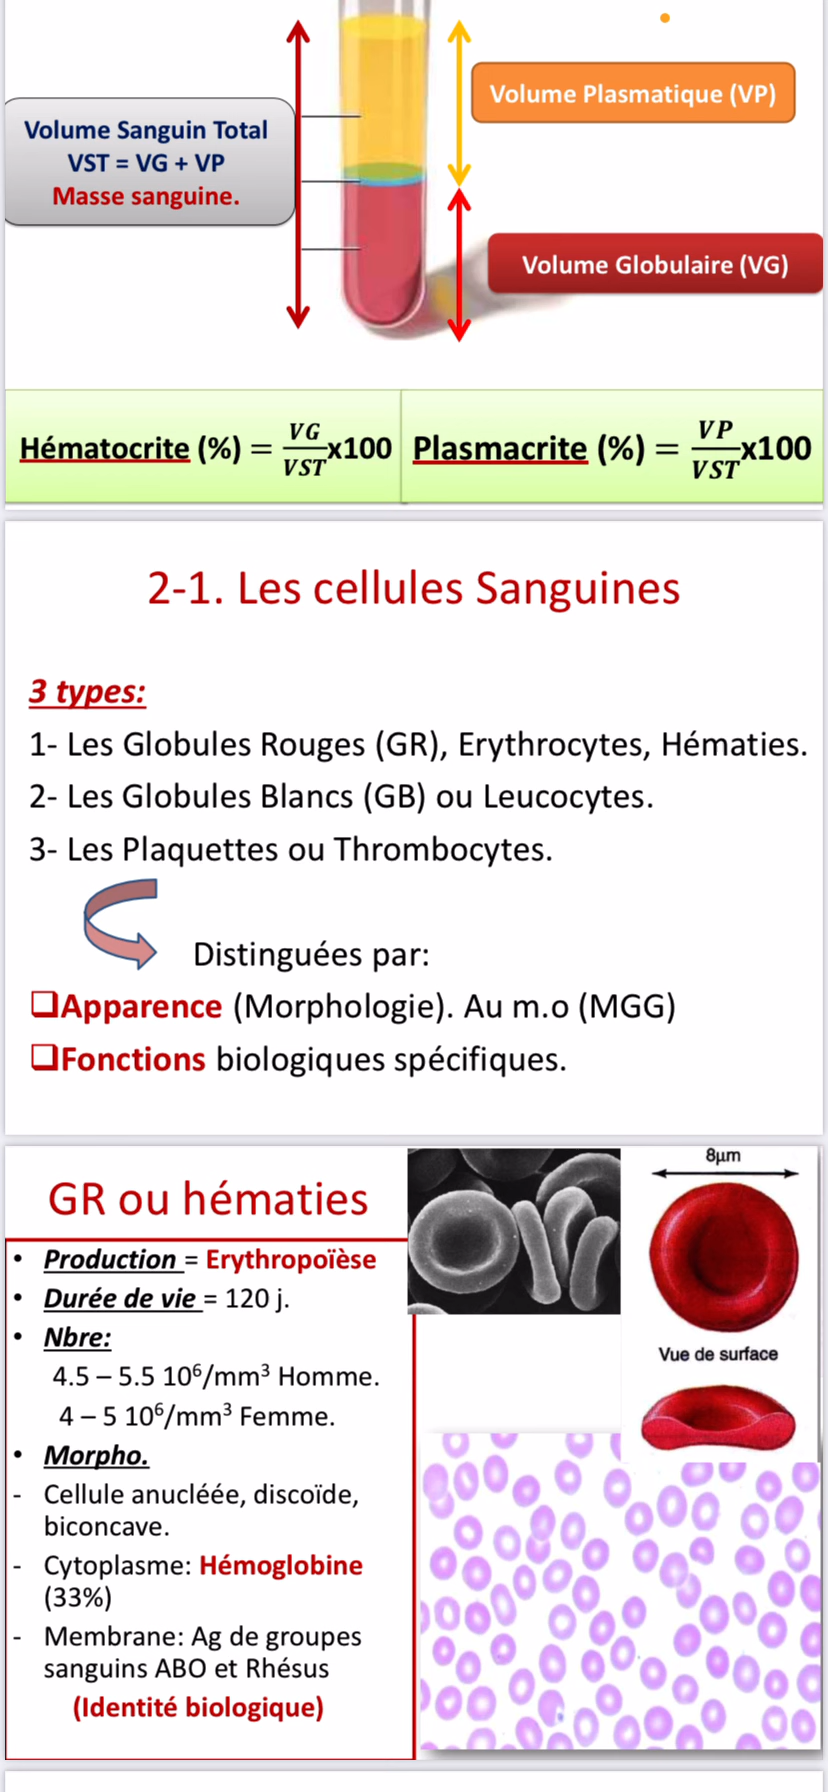 Volume Plasmatique (VP)
Volume Sanguin Total
VST = VG + VP
Masse sanguine.
Volume Globulaire (VG)
Hématocrite (%) = VG/VST x100
Plasmacrite (%) = VP/VST x100
2-1. Les cellules Sanguines
3 types:
1- Les Globules Rouges (GR), Erythrocytes, Hématies.
2- Les Globules Blancs (GB) ou Leucocytes.
3- Les Plaquettes ou Thrombocytes.
Distinguées par:
❑Apparence (Morphologie). Au m.o (MGG)
❑Fonctions biologiques spécifiques.
GR ou hématies
• Production = Erythropoïèse
• Durée de vie = 120 j.
• Nbre:
4.5 – 5.5 10⁶/mm³ Homme.
4 – 5 10⁶/mm³ Femme.
• Morpho.
- Cellule anucléée, discoïde,
biconcave.
- Cytoplasme: Hémoglobine
(33%)
- Membrane: Ag de groupes
sanguins ABO et Rhésus
(Identité biologique)
8µm
Vue de surface